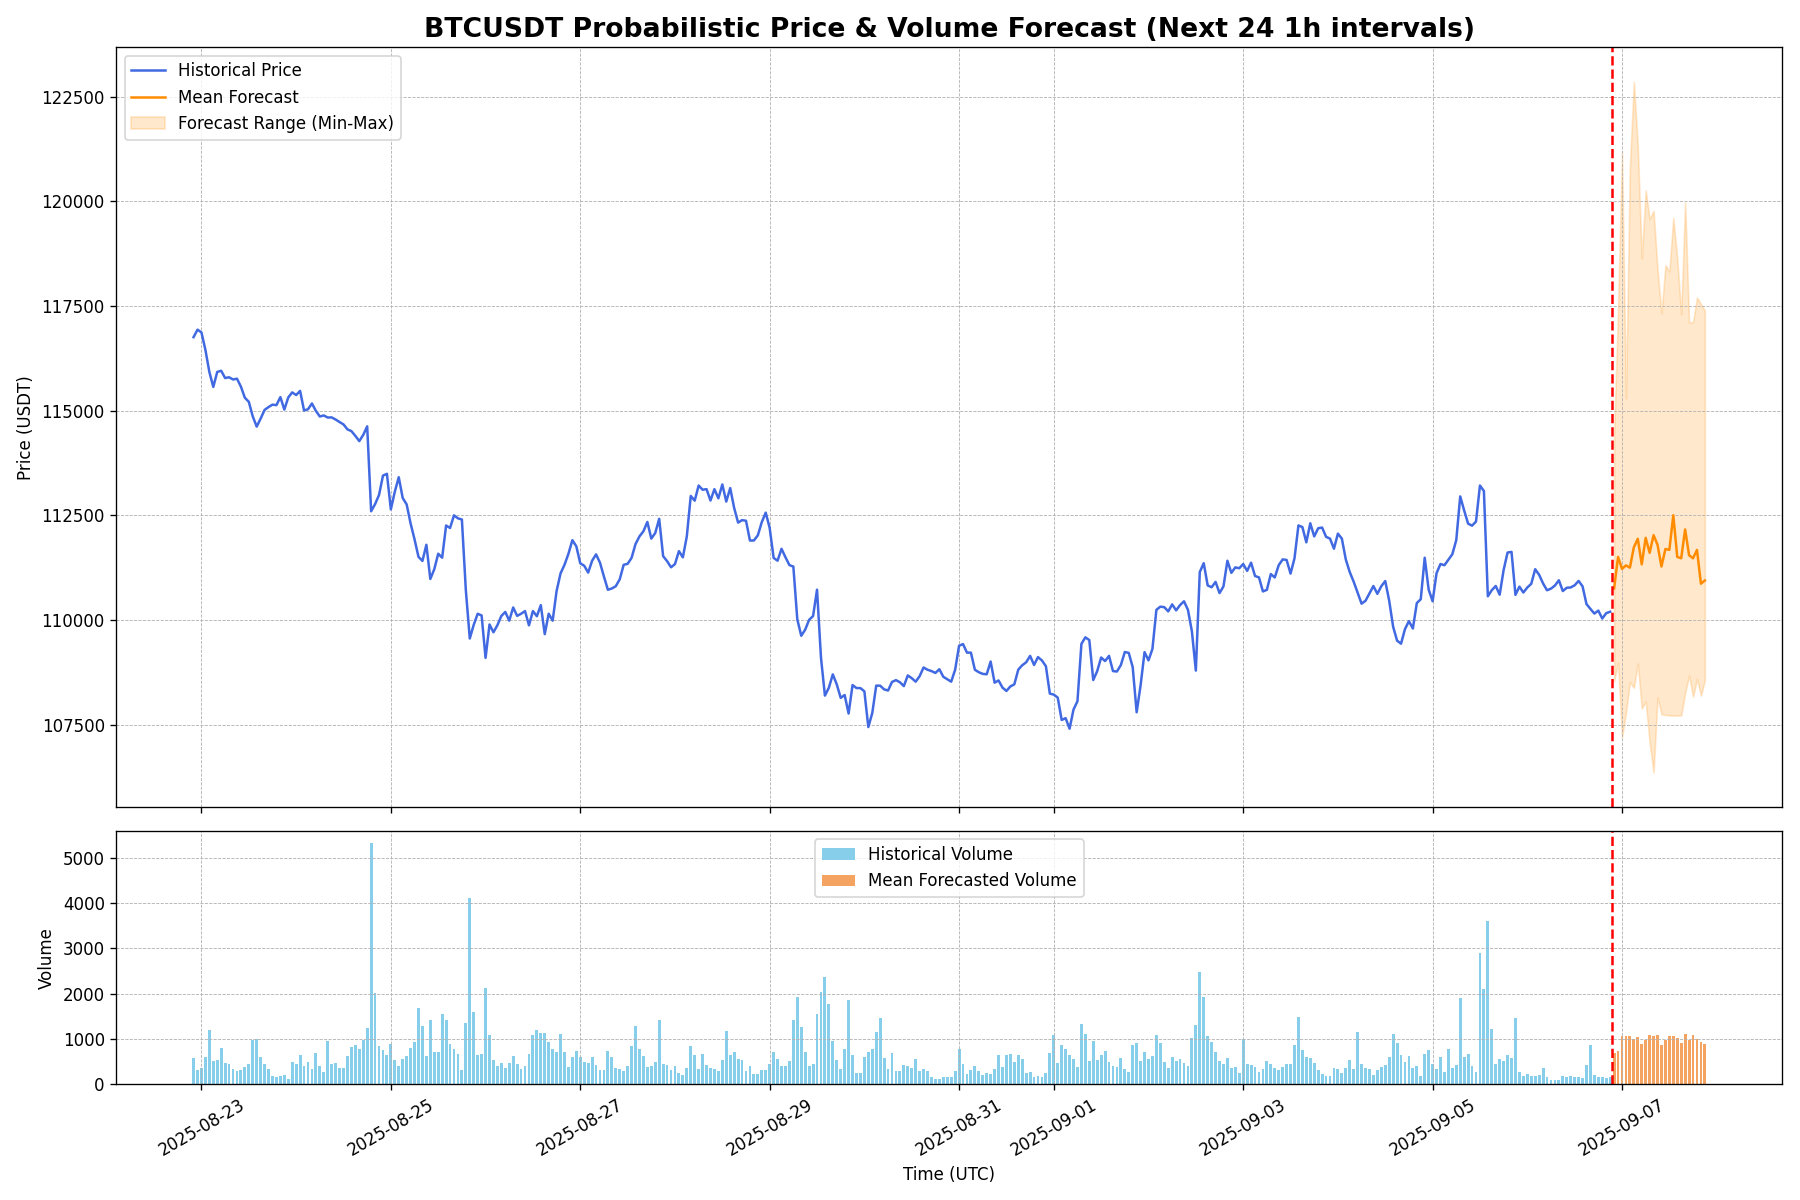 BTCUSDT Probabilistic Price & Volume Forecast (Next 24 1h intervals)
Historical Price
Mean Forecast
Forecast Range (Min-Max)
122500
120000
117500
115000
112500
110000
107500
Price (USDT)
Historical Volume
Mean Forecasted Volume
5000
4000
3000
2000
1000
0
Volume
2025-08-23
2025-08-25
2025-08-27
2025-08-29
2025-08-31
2025-09-01
2025-09-03
2025-09-05
2025-09-07
Time (UTC)